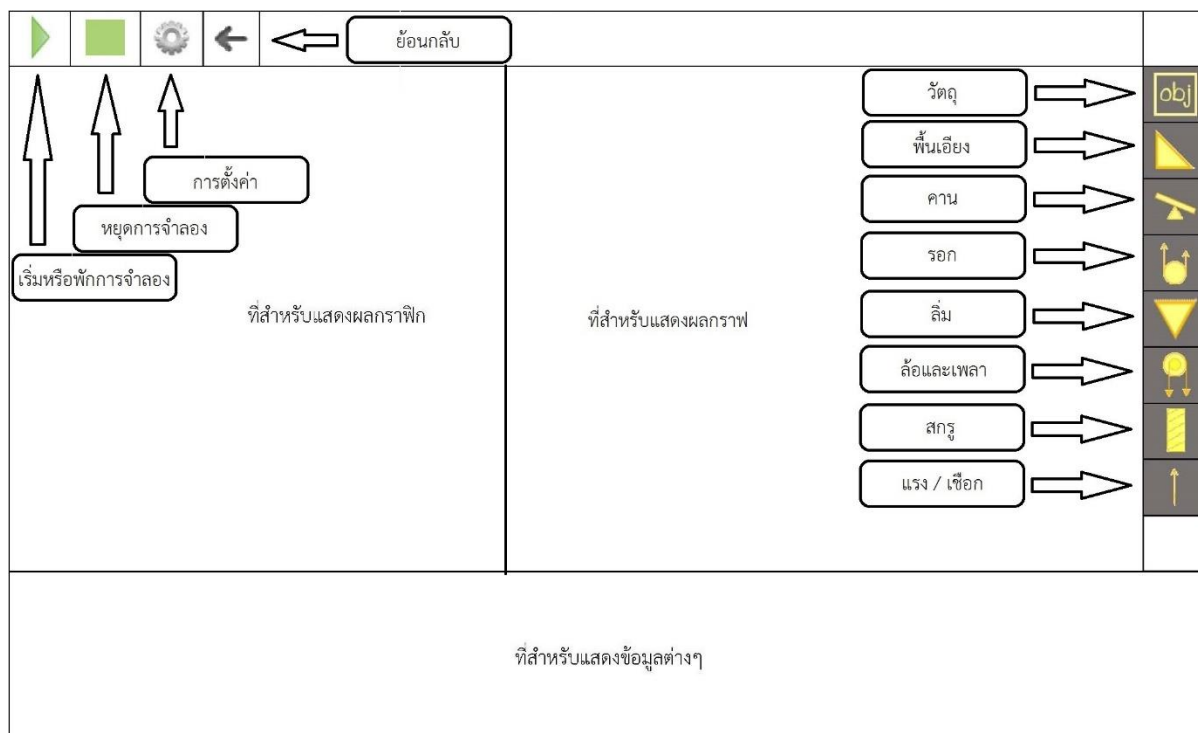 ย้อนกลับ
วัตถุ
obj
พื้นเอียง
การตั้งค่า
คาน
หยุดการจำลอง
รอก
เริ่มหรือพักการจำลอง
ที่สำหรับแสดงผลกราฟิก
ที่สำหรับแสดงผลกราฟ
ลิ่ม
ล้อและเพลา
สกรู
แรง / เชือก
ที่สำหรับแสดงข้อมูลต่างๆ